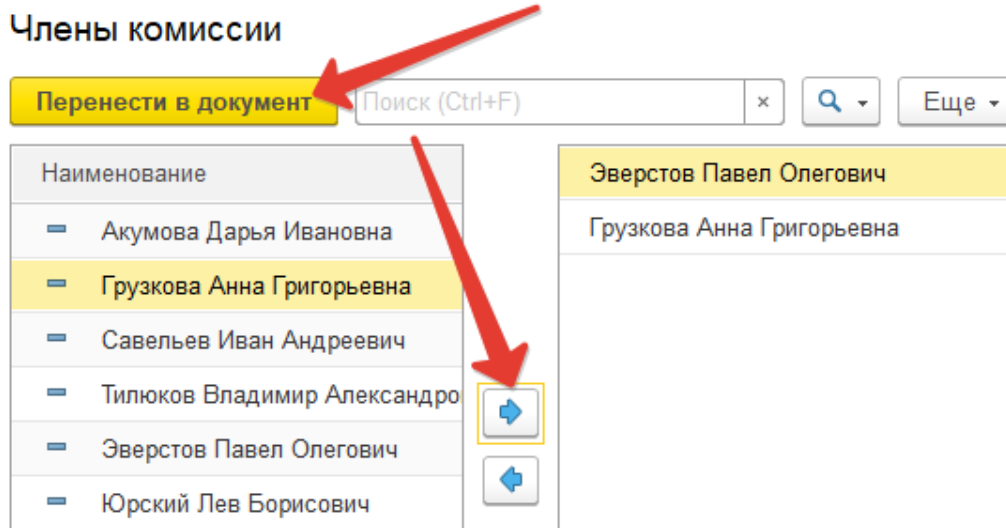 Члены комиссии
Перенести в документ Поиск (Ctrl+F) × Еще
Наименование
Акумова Дарья Ивановна
Грузкова Анна Григорьевна
Савельев Иван Андреевич
Тилюков Владимир Александро
Эверстов Павел Олегович
Юрский Лев Борисович
Эверстов Павел Олегович
Грузкова Анна Григорьевна